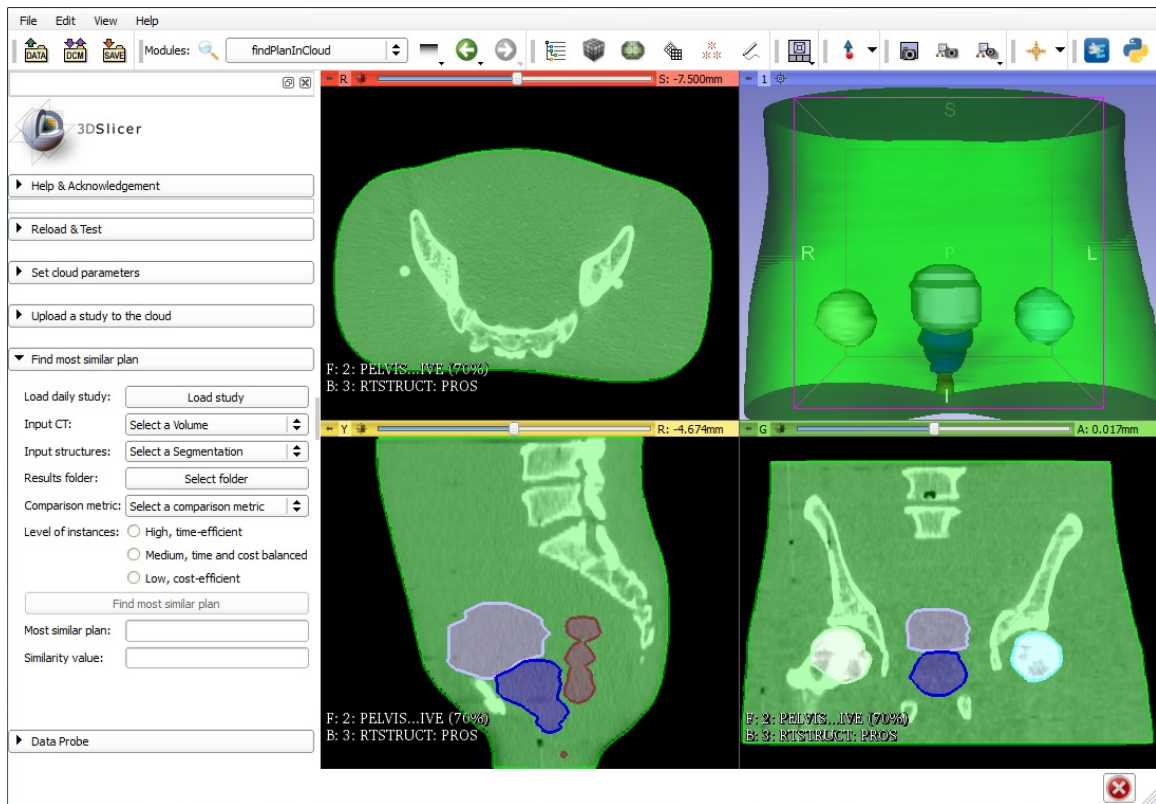 File Edit View Help
DATA DCM SAVE Modules: findPlanInCloud
3DSlicer
Help & Acknowledgement
Reload & Test
Set cloud parameters
Upload a study to the cloud
Find most similar plan
Load daily study: Load study
Input CT: Select a Volume
Input structures: Select a Segmentation
Results folder: Select folder
Comparison metric: Select a comparison metric
Level of instances: High, time-efficient
Medium, time and cost balanced
Low, cost-efficient
Find most similar plan
Most similar plan:
Similarity value:
Data Probe
R S: -7.500mm
F: 2: PELVIS...IVE (70%)
B: 3: RTSTRUCT: PROS
1
S
R P L
I
Y R: -4.674mm
F: 2: PELVIS...IVE (70%)
B: 3: RTSTRUCT: PROS
G A: 0.017mm
F: 2: PELVIS...IVE (70%)
B: 3: RTSTRUCT: PROS